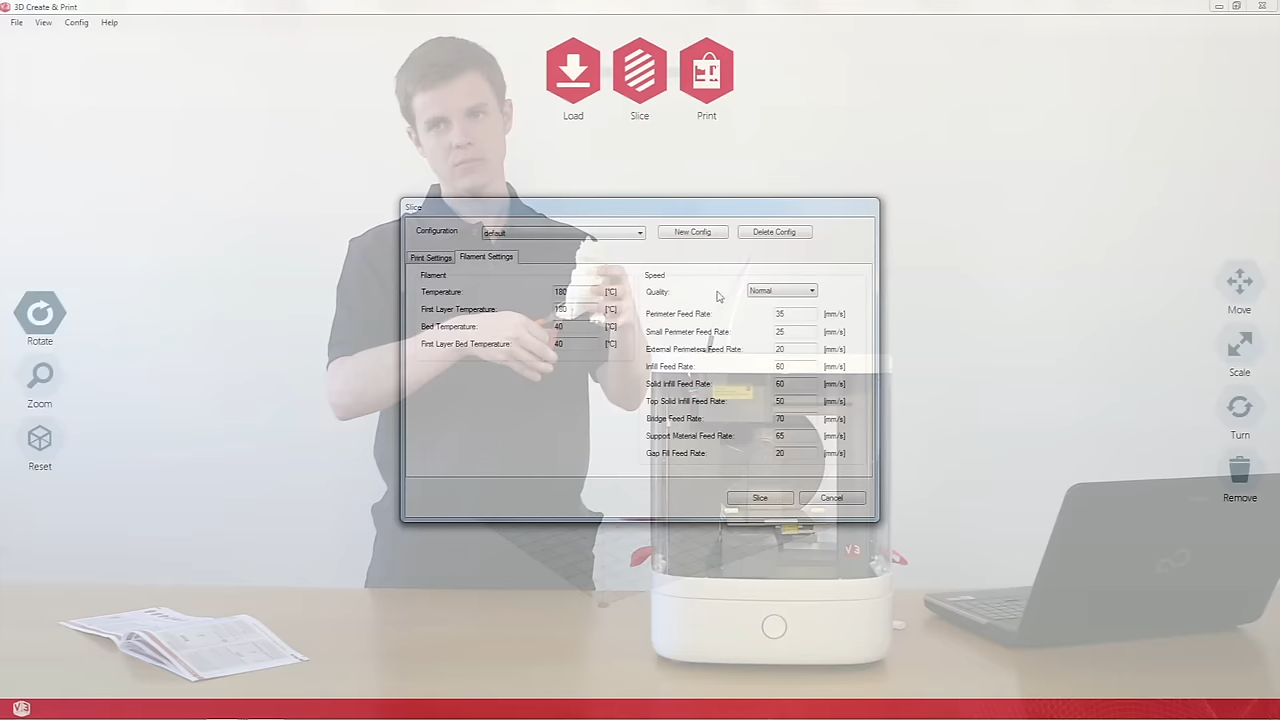 3D Create & Print
File View Config Help
Load Slice Print
Slice
Configuration default New Config Delete Config
Print Settings Filament Settings
Filament
Temperature: 180 [°C]
First Layer Temperature: 180 [°C]
Bed Temperature: 40 [°C]
First Layer Bed Temperature: 40 [°C]
Speed
Quality: Normal
Perimeter Feed Rate: 35 [mm/s]
Small Perimeter Feed Rate: 25 [mm/s]
External Perimeters Feed Rate: 20 [mm/s]
Infill Feed Rate: 60 [mm/s]
Solid Infill Feed Rate: 60 [mm/s]
Top Solid Infill Feed Rate: 50 [mm/s]
Bridge Feed Rate: 70 [mm/s]
Support Material Feed Rate: 65 [mm/s]
Gap Fill Feed Rate: 20 [mm/s]
Slice Cancel
Rotate
Zoom
Reset
Move
Scale
Turn
Remove
V3
V3